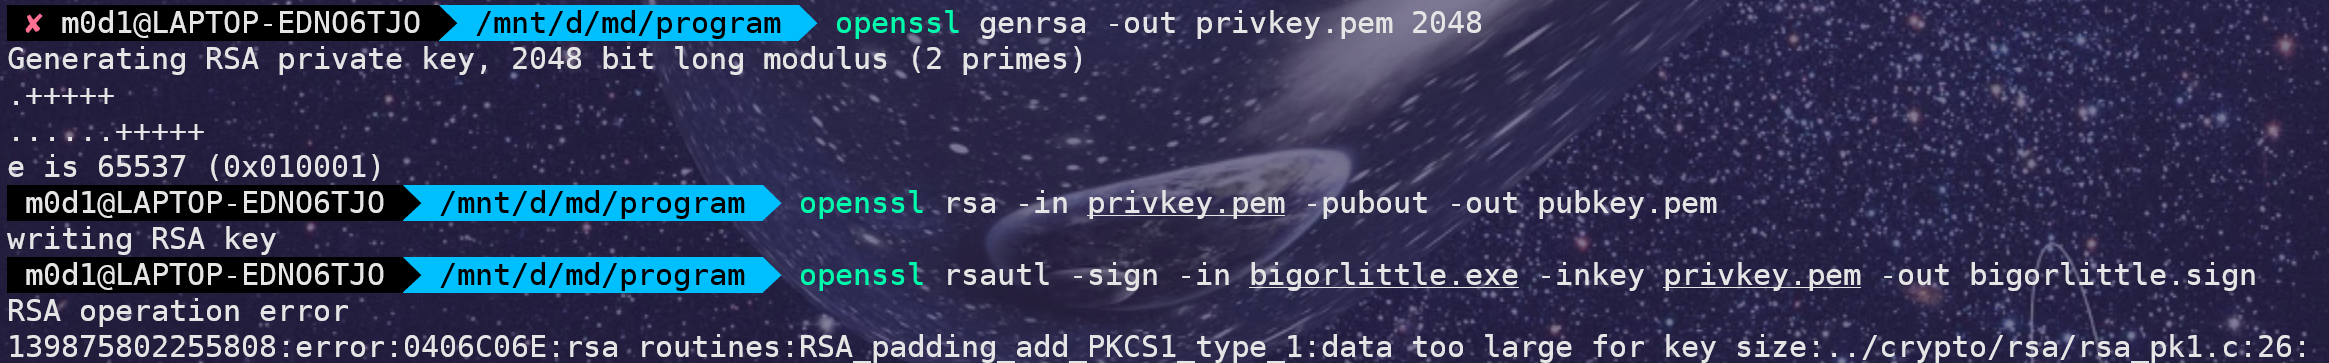 ✘ m0d1@LAPTOP-EDNO6TJO /mnt/d/md/program openssl genrsa -out privkey.pem 2048
Generating RSA private key, 2048 bit long modulus (2 primes)
.+++++
......+++++
e is 65537 (0x010001)
m0d1@LAPTOP-EDNO6TJO /mnt/d/md/program openssl rsa -in privkey.pem -pubout -out pubkey.pem
writing RSA key
m0d1@LAPTOP-EDNO6TJO /mnt/d/md/program openssl rsautl -sign -in bigorlittle.exe -inkey privkey.pem -out bigorlittle.sign
RSA operation error
139875802255808:error:0406C06E:rsa routines:RSA_padding_add_PKCS1_type_1:data too large for key size:../crypto/rsa/rsa_pk1.c:26: